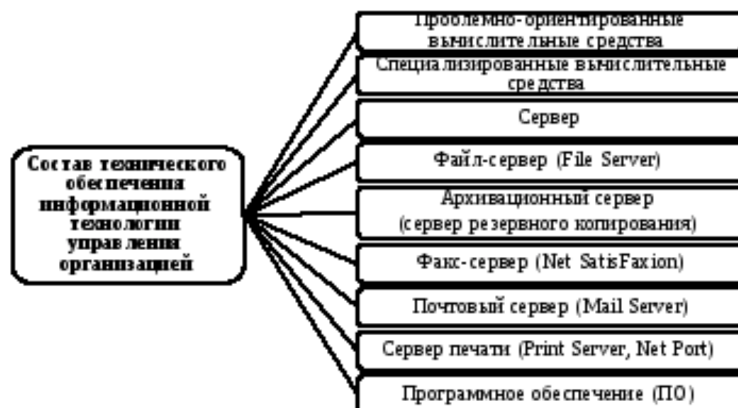 Состав технического
обеспечения
информационной
технологии
управления
организацией
Проблемно-ориентированные
вычислительные средства
Специализированные вычислительные
средства
Сервер
Файл-сервер (File Server)
Архивационный сервер
(сервер резервного копирования)
Факс-сервер (Net SatisFaxion)
Почтовый сервер (Mail Server)
Сервер печати (Print Server, Net Port)
Программное обеспечение (ПО)